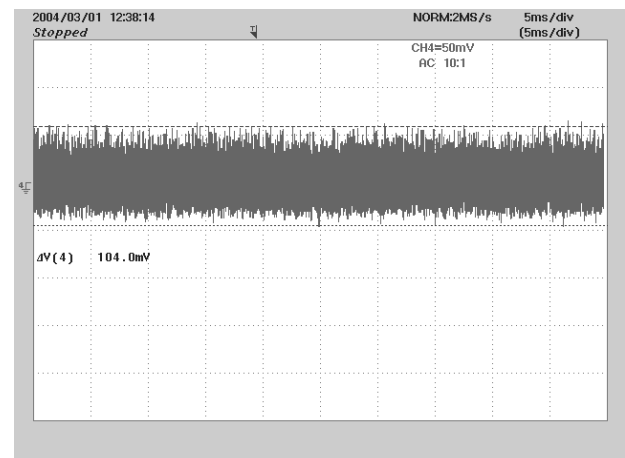 2004/03/01 12:38:14 NORM:2MS/s 5ms/div
Stopped (5ms/div)
CH4=50mV
AC 10:1
4
ΔV(4) 104.0mV